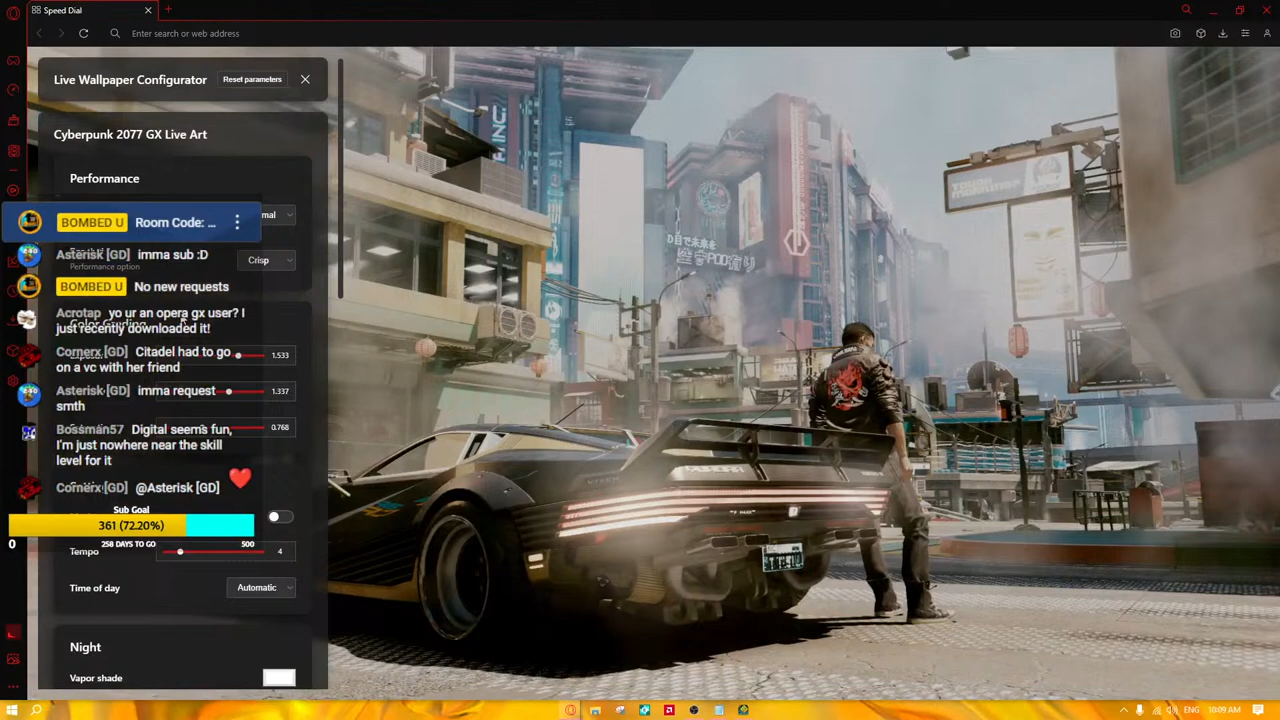 Speed Dial
Enter search or web address
Live Wallpaper Configurator
Reset parameters
Cyberpunk 2077 GX Live Art
Performance
mal
BOMBED U Room Code: ...
Performance option
Crisp
Asterisk [GD] imma sub :D
BOMBED U No new requests
Acrotap yo ur an opera gx user? I
just recently downloaded it!
1.533
Cornerx [GD] Citadel had to go
on a vc with her friend
1.337
Asterisk [GD] imma request
smth
0.768
Bossman57 Digital seems fun,
I'm just nowhere near the skill
level for it
Cornerx [GD] @Asterisk [GD]
Sub Goal
361 (72.20%)
0
258 DAYS TO GO
500
Tempo
4
Time of day
Automatic
Night
Vapor shade
ENG
10:09 AM